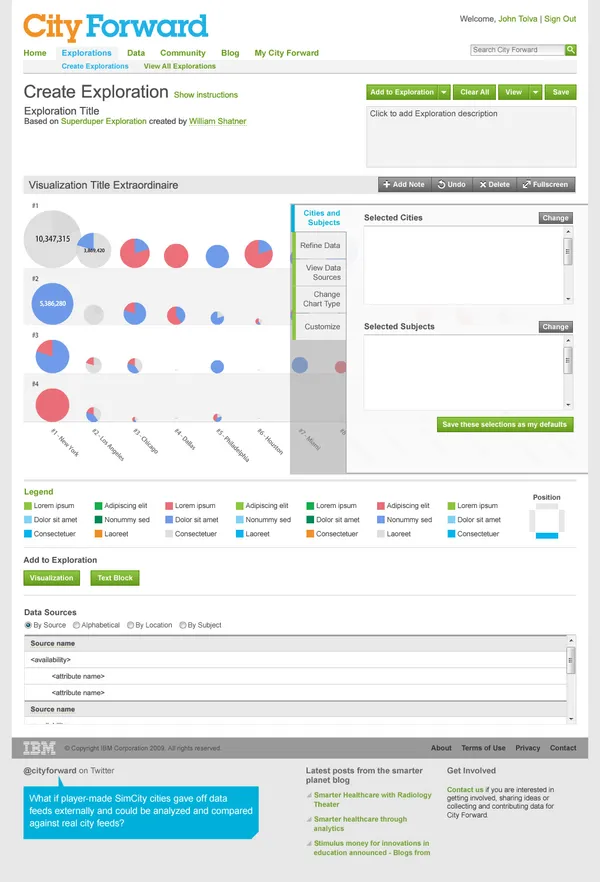 City Forward
Welcome, John Tolva | Sign Out
Home Explorations Data Community Blog My City Forward
Search City Forward
Create Explorations View All Explorations
Create Exploration Show instructions
Add to Exploration Clear All View Save
Exploration Title
Based on Superduper Exploration created by William Shatner
Click to add Exploration description
Visualization Title Extraordinaire
Add Note Undo Delete Fullscreen
#1
10,347,315
3,869,420
#2
5,386,280
#3
#4
#1 - New York
#2 - Los Angeles
#3 - Chicago
#4 - Dallas
#5 - Philadelphia
#6 - Houston
#7 - Miami
#8
Cities and
Subjects
Refine Data
View Data
Sources
Change
Chart Type
Customize
Selected Cities Change
Selected Subjects Change
Save these selections as my defaults
Legend
Lorem ipsum Adipiscing elit Lorem ipsum Adipiscing elit Lorem ipsum Adipiscing elit Lorem ipsum
Dolor sit amet Nonummy sed Dolor sit amet Nonummy sed Dolor sit amet Nonummy sed Dolor sit amet
Consectetuer Laoreet Consectetuer Laoreet Consectetuer Laoreet Consectetuer
Position
Add to Exploration
Visualization Text Block
Data Sources
By Source Alphabetical By Location By Subject
Source name
<availability>
<attribute name>
<attribute name>
Source name
IBM © Copyright IBM Corporation 2009. All rights reserved.
About Terms of Use Privacy Contact
@cityforward on Twitter
What if player-made SimCity cities gave off data
feeds externally and could be analyzed and compared
against real city feeds?
Latest posts from the smarter
planet blog
Smarter Healthcare with Radiology
Theater
Smarter healthcare through
analytics
Stimulus money for innovations in
education announced - Blogs from
Get Involved
Contact us if you are interested in
getting involved, sharing ideas or
collecting and contributing data for
City Forward.